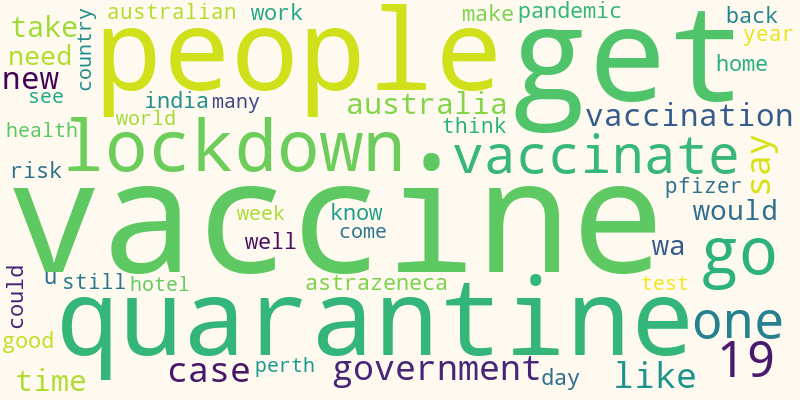 australian work make pandemic back
take people get year
need country home
new
see india many australia vaccination
world
health lockdown think vaccinate say
risk pfizer
vaccine
week know would
well come wa go
u still hotel astrazeneca test
could quarantine one
good 19
case perth government day like
time